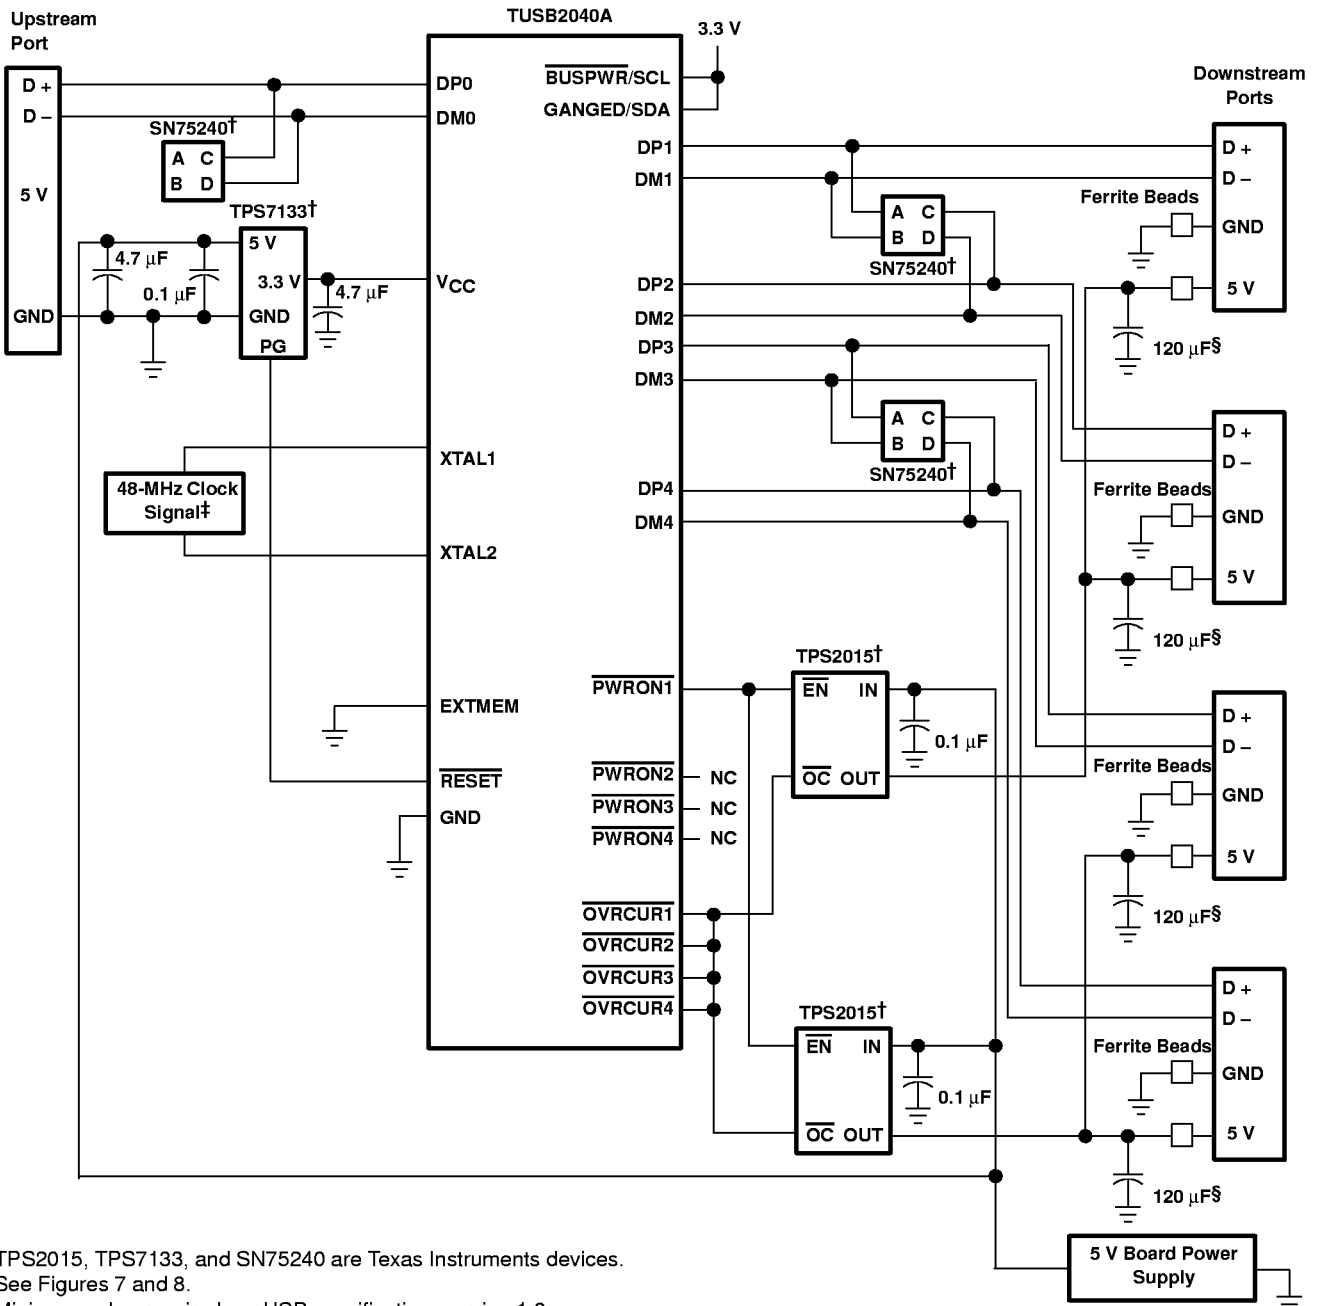 Upstream
Port
TUSB2040A
3.3 V
Downstream
Ports
D +
D –
5 V
GND
SN75240†
A C
B D
TPS7133†
5 V
3.3 V
GND
PG
4.7 µF
0.1 µF
4.7 µF
48-MHz Clock
Signal‡
DP0
DM0
VCC
XTAL1
XTAL2
EXTMEM
RESET
GND
BUSPWR/SCL
GANGED/SDA
DP1
DM1
DP2
DM2
DP3
DM3
DP4
DM4
PWRON1
PWRON2
NC
PWRON3
NC
PWRON4
NC
OVRCUR1
OVRCUR2
OVRCUR3
OVRCUR4
A C
B D
SN75240†
A C
B D
SN75240†
TPS2015†
EN IN
OC OUT
0.1 µF
TPS2015†
EN IN
OC OUT
0.1 µF
D +
D –
Ferrite Beads
GND
5 V
120 µF§
D +
D –
Ferrite Beads
GND
5 V
120 µF§
D +
D –
Ferrite Beads
GND
5 V
120 µF§
D +
D –
Ferrite Beads
GND
5 V
120 µF§
5 V Board Power
Supply
TPS2015, TPS7133, and SN75240 are Texas Instruments devices.
See Figures 7 and 8.